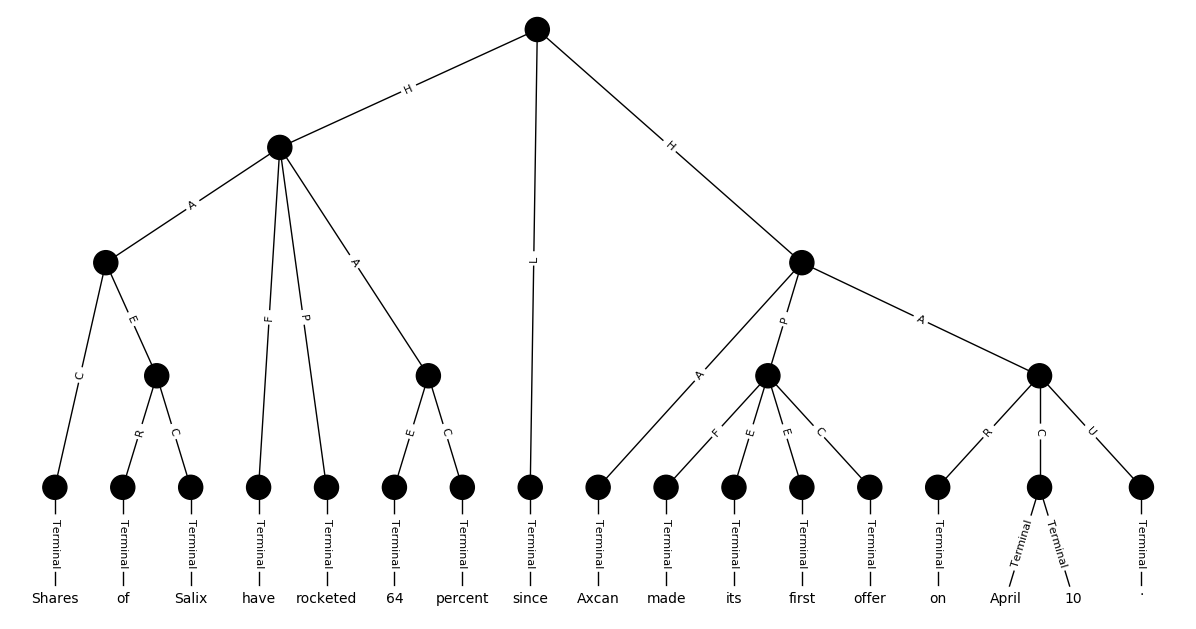 H
H
A
A
L
F
P
A
P
A
C
E
R
C
E
C
F
E
E
C
R
C
U
Terminal Terminal Terminal Terminal Terminal Terminal Terminal Terminal Terminal Terminal Terminal Terminal Terminal Terminal Terminal Terminal Terminal
Shares of Salix have rocketed 64 percent since Axcan made its first offer on April 10 .